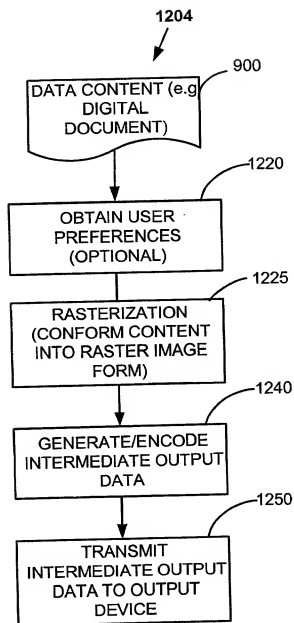 1204
900
DATA CONTENT (e.g
DIGITAL
DOCUMENT)
1220
OBTAIN USER
PREFERENCES
(OPTIONAL)
1225
RASTERIZATION
(CONFORM CONTENT
INTO RASTER IMAGE
FORM)
1240
GENERATE/ENCODE
INTERMEDIATE OUTPUT
DATA
1250
TRANSMIT
INTERMEDIATE OUTPUT
DATA TO OUTPUT
DEVICE